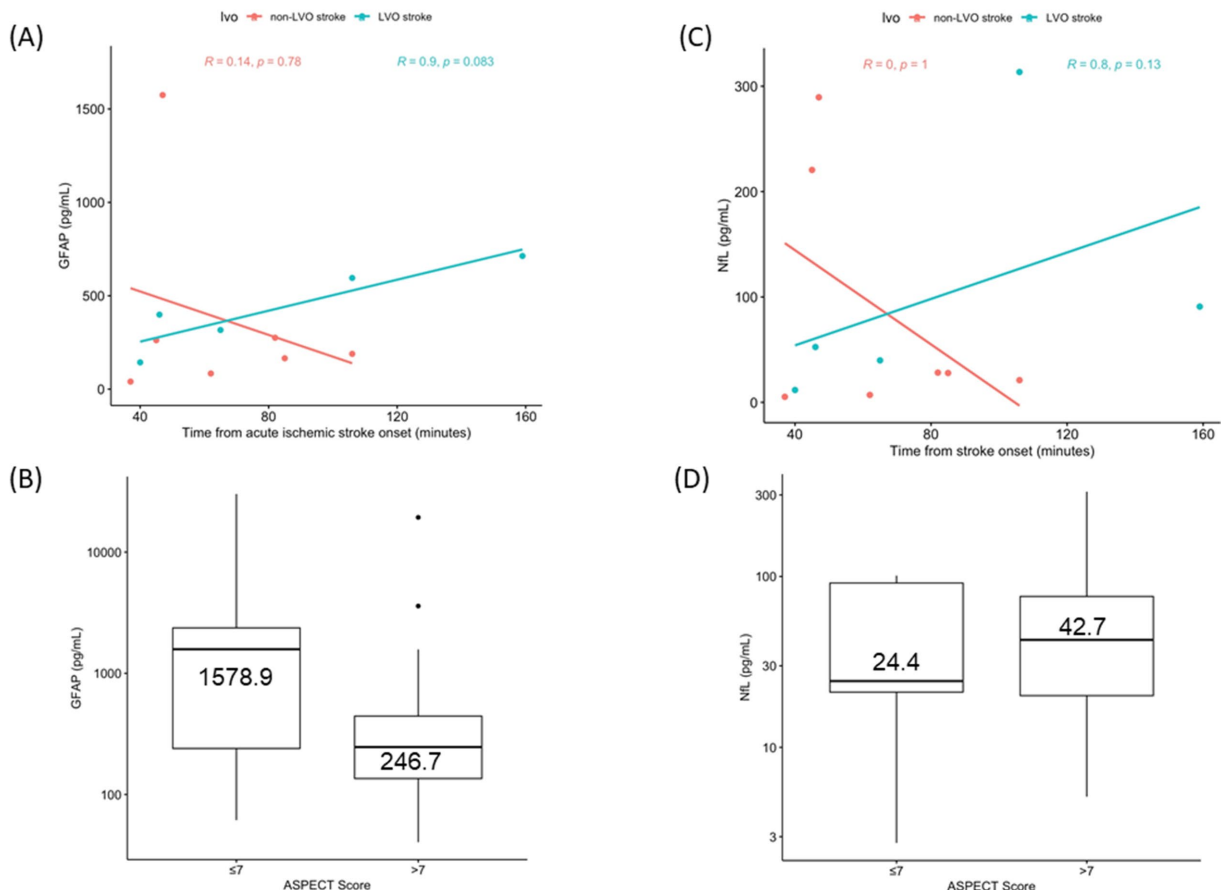 (A)
lvo non-LVO stroke LVO stroke
R = 0.14, p = 0.78 R = 0.9, p = 0.083
GFAP (pg/mL)
1500
1000
500
0
40 80 120 160
Time from acute ischemic stroke onset (minutes)
(C)
lvo non-LVO stroke LVO stroke
R = 0, p = 1 R = 0.8, p = 0.13
NfL (pg/mL)
300
200
100
0
40 80 120 160
Time from stroke onset (minutes)
(B)
GFAP (pg/mL)
10000
1000
100
1578.9
246.7
≤7 >7
ASPECT Score
(D)
NfL (pg/mL)
300
100
30
10
3
24.4
42.7
≤7 >7
ASPECT Score